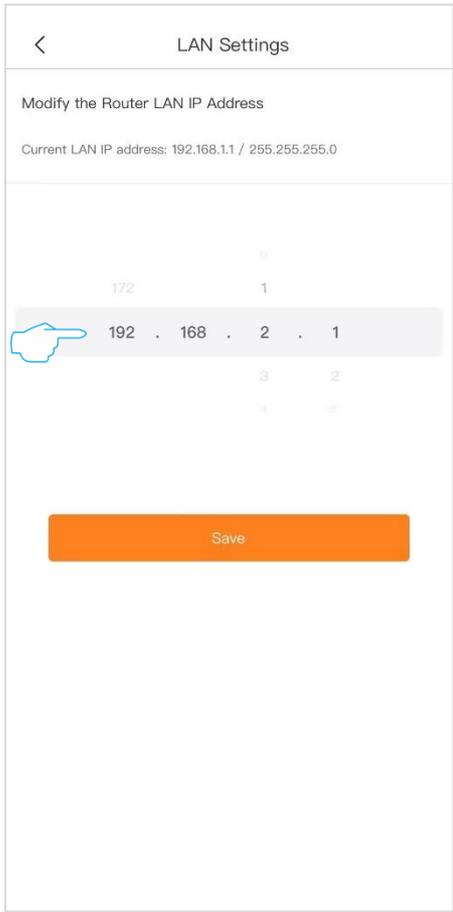 LAN Settings
Modify the Router LAN IP Address
Current LAN IP address: 192.168.1.1 / 255.255.255.0
0
172 1
192 . 168 . 2 . 1
3 2
4
Save